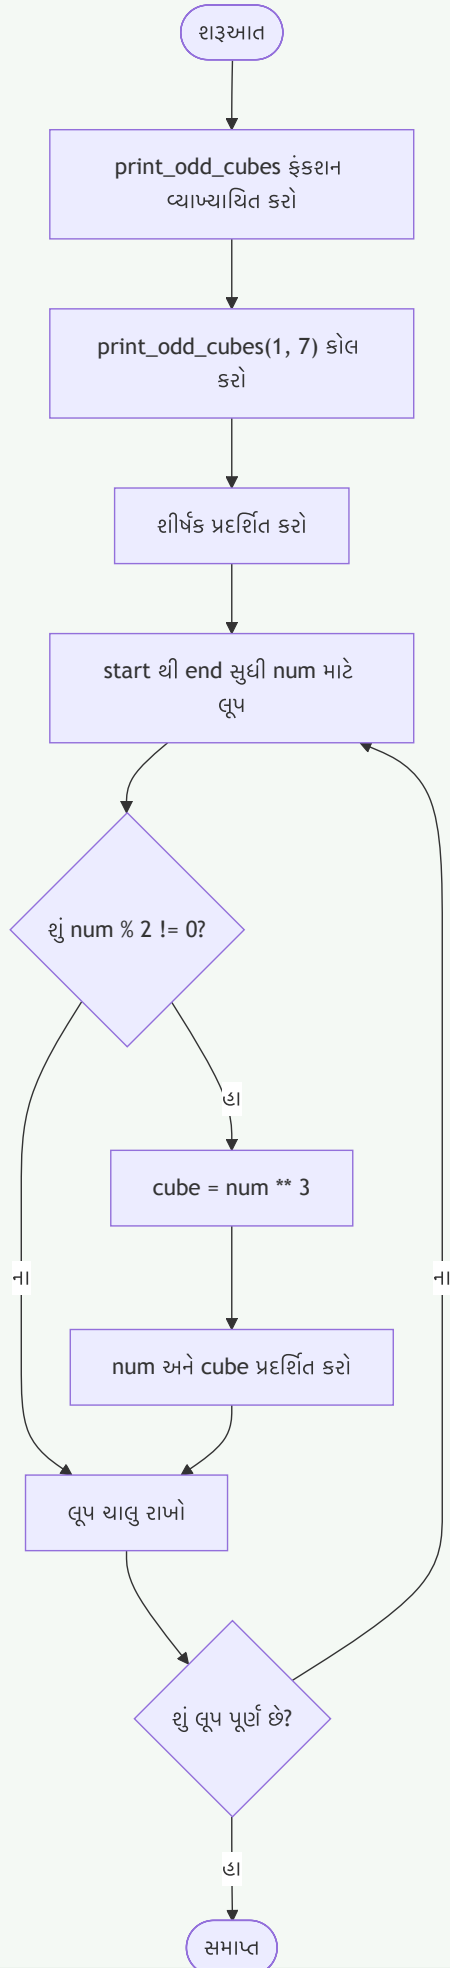 શરૂઆત
print_odd_cubes ફંકશન
વ્યાખ્યાયિત કરો
print_odd_cubes(1, 7) કોલ
કરો
શીર્ષક પ્રદર્શિત કરો
start થી end સુધી num માટે
લૂપ
શું num % 2 != 0?
હા
cube = num ** 3
ના
ના
num અને cube પ્રદર્શિત કરો
લૂપ ચાલુ રાખો
શું લૂપ પૂર્ણ છે?
હા
સમાપ્ત